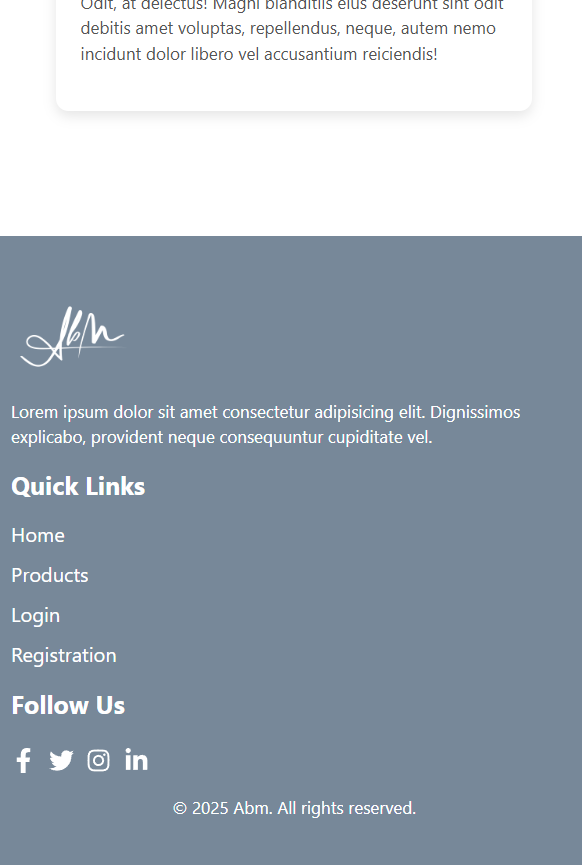 Odit, at delectus! Magni blanditiis eius deserunt sint odit
debitis amet voluptas, repellendus, neque, autem nemo
incidunt dolor libero vel accusantium reiciendis!
Abm
Lorem ipsum dolor sit amet consectetur adipisicing elit. Dignissimos
explicabo, provident neque consequuntur cupiditate vel.
Quick Links
Home
Products
Login
Registration
Follow Us
© 2025 Abm. All rights reserved.